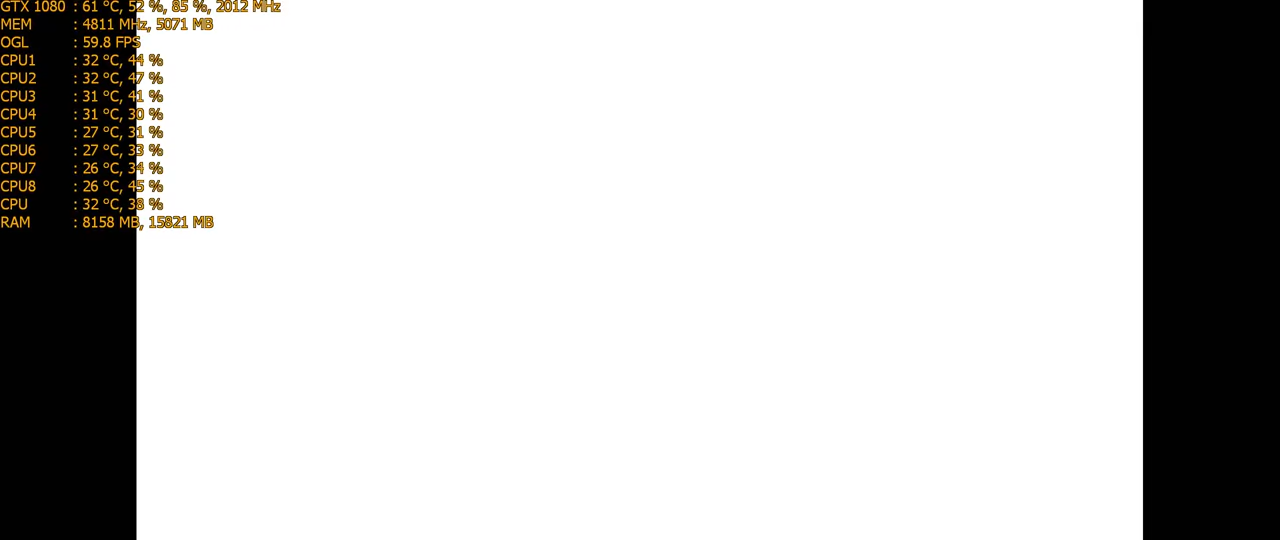 GTX 1080 : 61 °C, 52 %, 85 %, 2012 MHz
MEM : 4811 MHz, 5071 MB
OGL : 59.8 FPS
CPU1 : 32 °C, 44 %
CPU2 : 32 °C, 47 %
CPU3 : 31 °C, 41 %
CPU4 : 31 °C, 30 %
CPU5 : 27 °C, 31 %
CPU6 : 27 °C, 33 %
CPU7 : 26 °C, 34 %
CPU8 : 26 °C, 45 %
CPU : 32 °C, 38 %
RAM : 8158 MB, 15821 MB